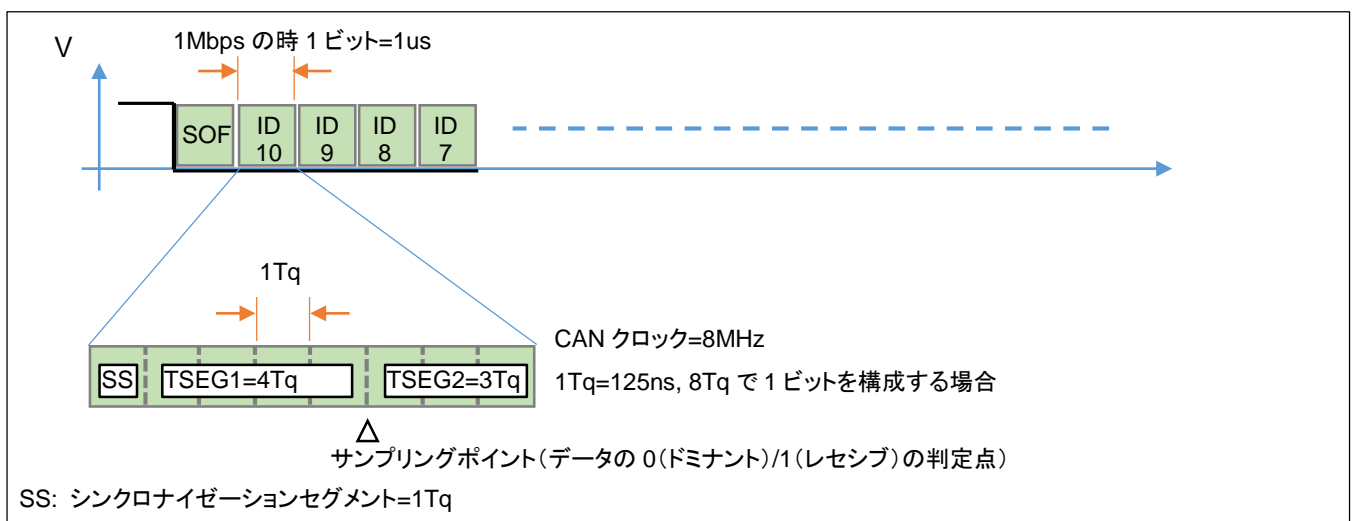 V
1Mbps の時 1 ビット=1us
SOF
ID
10
ID
9
ID
8
ID
7
1Tq
SS
TSEG1=4Tq
TSEG2=3Tq
CAN クロック=8MHz
1Tq=125ns, 8Tq で 1 ビットを構成する場合
サンプリングポイント(データの 0(ドミナント)/1(レセシブ)の判定点)
SS: シンクロナイゼーションセグメント=1Tq